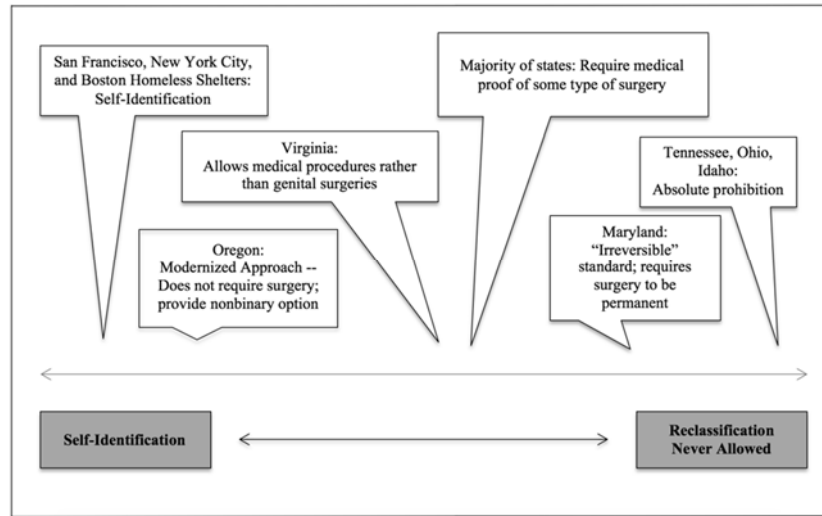 San Francisco, New York City,
and Boston Homeless Shelters:
Self-Identification
Majority of states: Require medical
proof of some type of surgery
Virginia:
Allows medical procedures rather
than genital surgeries
Tennessee, Ohio,
Idaho:
Absolute prohibition
Oregon:
Modernized Approach --
Does not require surgery;
provide nonbinary option
Maryland:
“Irreversible”
standard; requires
surgery to be
permanent
Self-Identification
Reclassification
Never Allowed